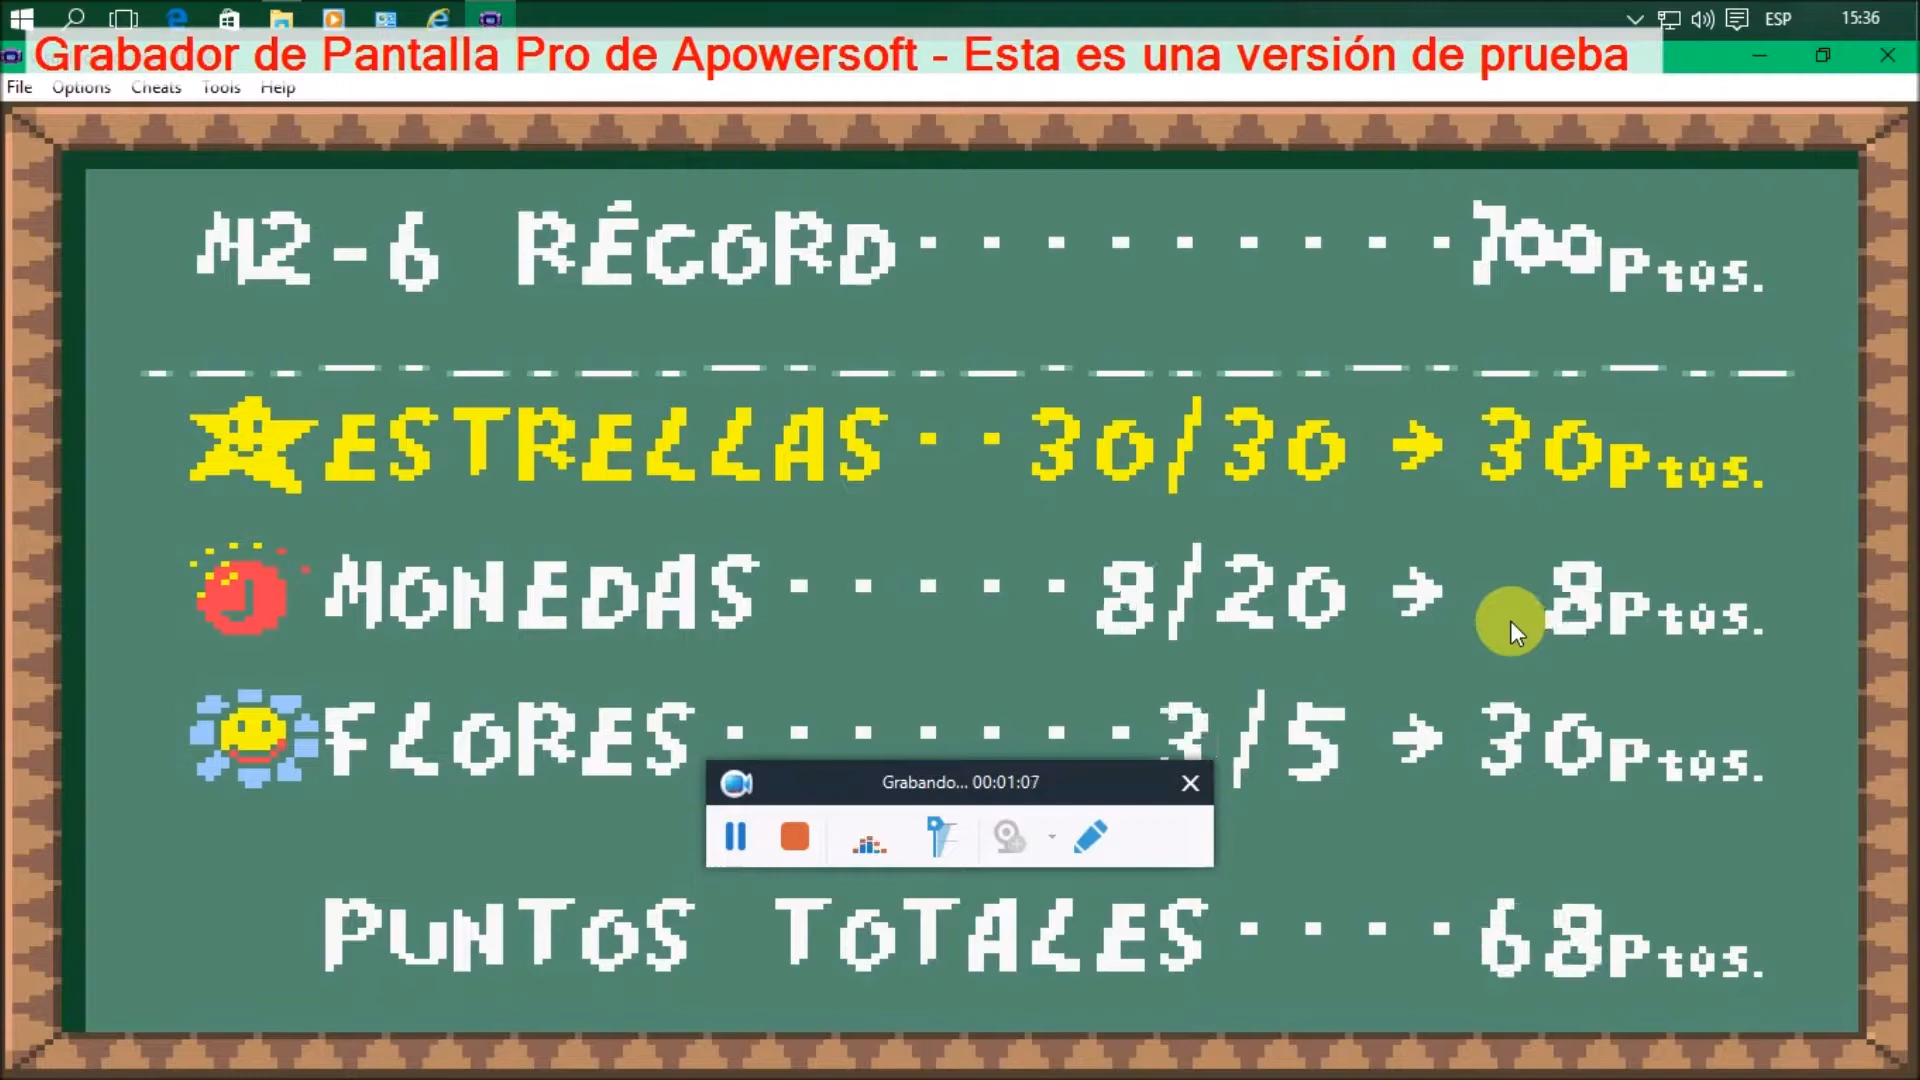 ESP
15:36
Grabador de Pantalla Pro de Apowersoft - Esta es una versión de prueba
File Options Cheats Tools Help
M2-6 RÉCORD ·········700Ptos.
ESTRELLAS··30/30 → 30Ptos.
MONEDAS·····8/20 → 8Ptos.
FLORES·······3/5 → 30Ptos.
Grabando... 00:01:07
PUNTOS TOTALES····68Ptos.